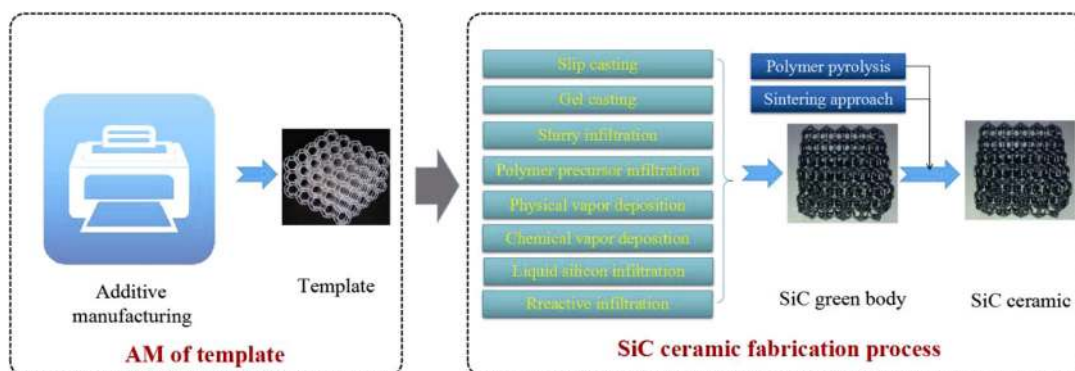 Additive
manufacturing
Template
AM of template
Slip casting
Gel casting
Slurry infiltration
Polymer precursor infiltration
Physical vapor deposition
Chemical vapor deposition
Liquid silicon infiltration
Rreactive infiltration
Polymer pyrolysis
Sintering approach
SiC green body
SiC ceramic
SiC ceramic fabrication process